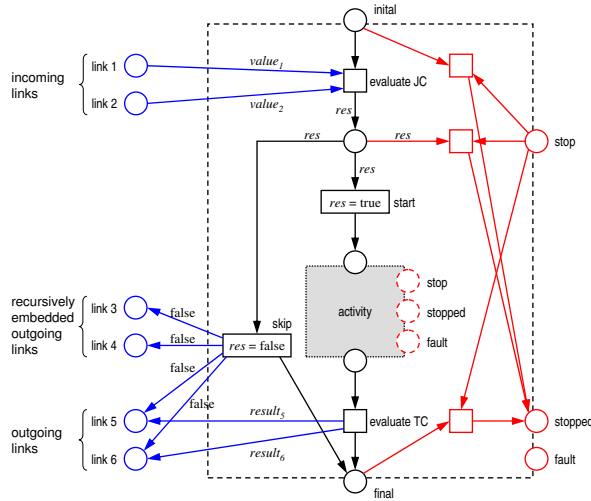 inital
incoming
links
link 1
link 2
value1
value2
evaluate JC
res
res
res
res
stop
res = true
start
activity
stop
stopped
fault
recursively
embedded
outgoing
links
link 3
link 4
false
false
false
false
skip
res = false
outgoing
links
link 5
link 6
result5
result6
evaluate TC
stopped
fault
final